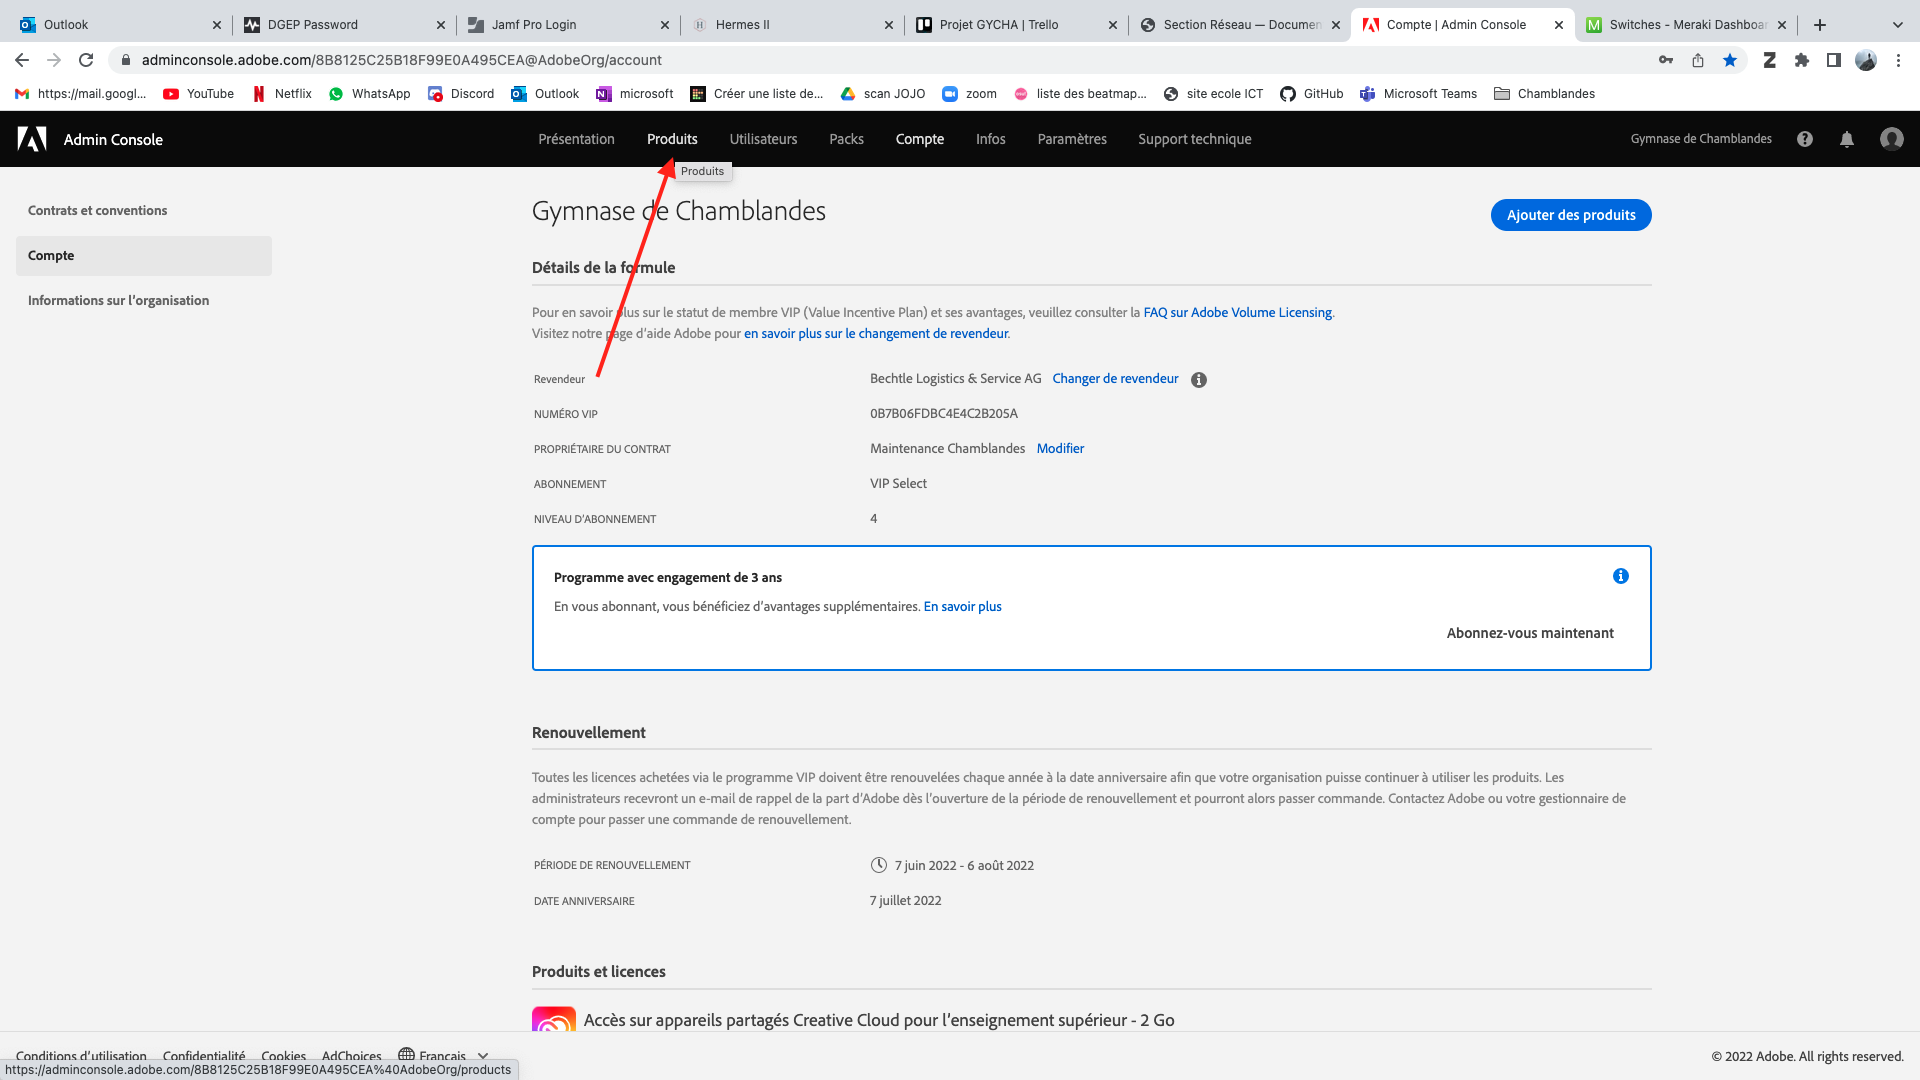 Outlook
DGEP Password
Jamf Pro Login
Hermes II
Projet GYCHA | Trello
Section Réseau — Documen
Compte | Admin Console
Switches - Meraki Dashboar
adminconsole.adobe.com/8B8125C25B18F99E0A495CEA@AdobeOrg/account
https://mail.googl...
YouTube
Netflix
WhatsApp
Discord
Outlook
microsoft
Créer une liste de...
scan JOJO
zoom
liste des beatmap...
site ecole ICT
GitHub
Microsoft Teams
Chamblandes
Admin Console
Présentation
Produits
Utilisateurs
Packs
Compte
Infos
Paramètres
Support technique
Gymnase de Chamblandes
Produits
Contrats et conventions
Compte
Informations sur l'organisation
Gymnase de Chamblandes
Ajouter des produits
Détails de la formule
Pour en savoir plus sur le statut de membre VIP (Value Incentive Plan) et ses avantages, veuillez consulter la FAQ sur Adobe Volume Licensing.
Visitez notre page d'aide Adobe pour en savoir plus sur le changement de revendeur.
Revendeur
Bechtle Logistics & Service AG Changer de revendeur
NUMÉRO VIP
0B7B06FDBC4E4C2B205A
PROPRIÉTAIRE DU CONTRAT
Maintenance Chamblandes Modifier
ABONNEMENT
VIP Select
NIVEAU D'ABONNEMENT
4
Programme avec engagement de 3 ans
En vous abonnant, vous bénéficiez d'avantages supplémentaires. En savoir plus
Abonnez-vous maintenant
Renouvellement
Toutes les licences achetées via le programme VIP doivent être renouvelées chaque année à la date anniversaire afin que votre organisation puisse continuer à utiliser les produits. Les
administrateurs recevront un e-mail de rappel de la part d'Adobe dès l'ouverture de la période de renouvellement et pourront alors passer commande. Contactez Adobe ou votre gestionnaire de
compte pour passer une commande de renouvellement.
PÉRIODE DE RENOUVELLEMENT
7 juin 2022 - 6 août 2022
DATE ANNIVERSAIRE
7 juillet 2022
Produits et licences
Accès sur appareils partagés Creative Cloud pour l'enseignement supérieur - 2 Go
Conditions d'utilisation
Confidentialité
Cookies
AdChoices
Français
© 2022 Adobe. All rights reserved.
https://adminconsole.adobe.com/8B8125C25B18F99E0A495CEA%40AdobeOrg/products